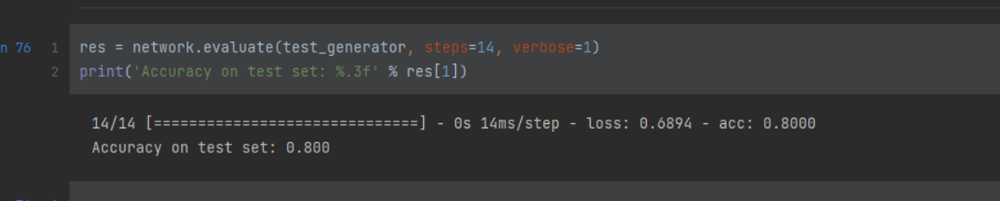 n 76 1 res = network.evaluate(test_generator, steps=14, verbose=1)
2 print('Accuracy on test set: %.3f' % res[1])
14/14 [==============================] - 0s 14ms/step - loss: 0.6894 - acc: 0.8000
Accuracy on test set: 0.800